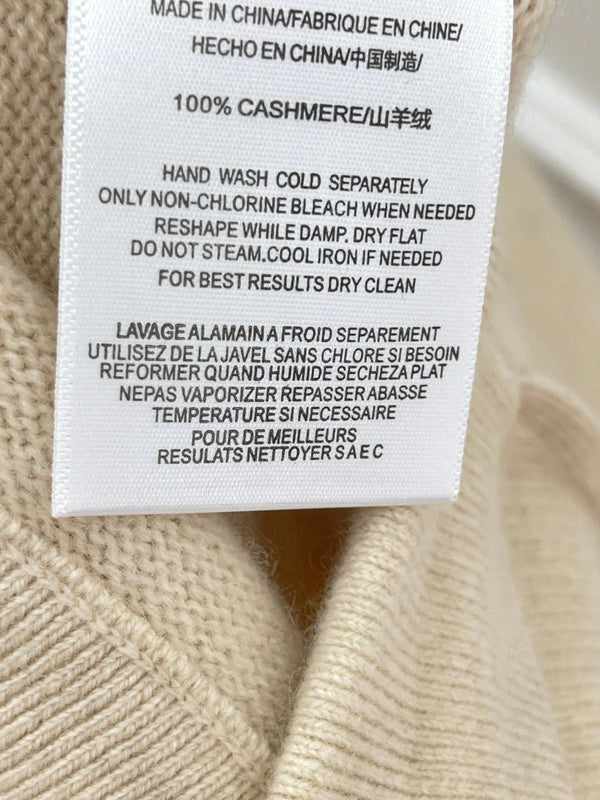 MADE IN CHINA/FABRIQUE EN CHINE/
HECHO EN CHINA/中国制造/
100% CASHMERE/山羊绒
HAND WASH COLD SEPARATELY
ONLY NON-CHLORINE BLEACH WHEN NEEDED
RESHAPE WHILE DAMP. DRY FLAT
DO NOT STEAM.COOL IRON IF NEEDED
FOR BEST RESULTS DRY CLEAN
LAVAGE ALAMAIN A FROID SEPAREMENT
UTILISEZ DE LA JAVEL SANS CHLORE SI BESOIN
REFORMER QUAND HUMIDE SECHEZA PLAT
NEPAS VAPORIZER REPASSER ABASSE
TEMPERATURE SI NECESSAIRE
POUR DE MEILLEURS
RESULATS NETTOYER S A E C